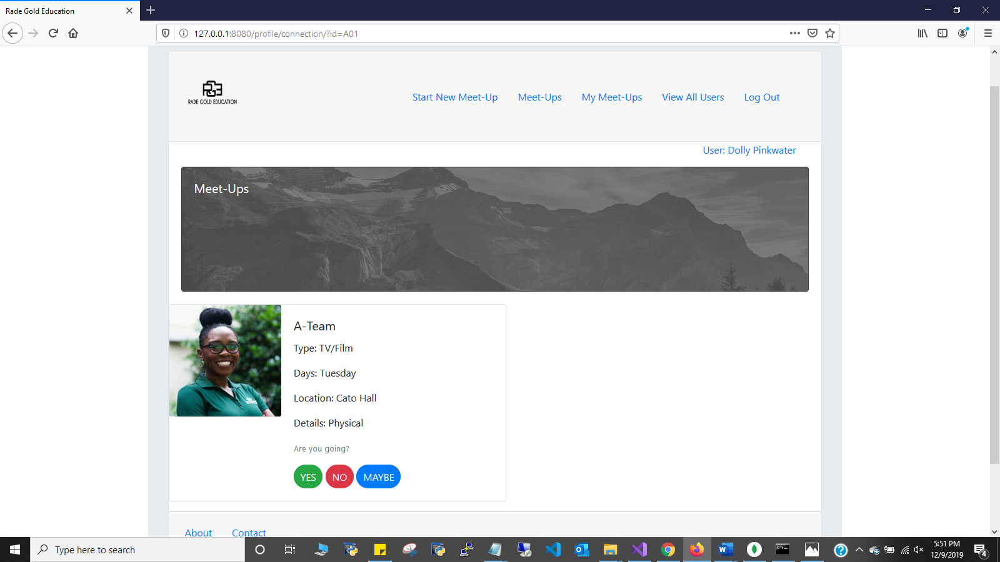 Rade Gold Education
127.0.0.1:8080/profile/connection/?id=A01
RGE
RADE GOLD EDUCATION
Start New Meet-Up Meet-Ups My Meet-Ups View All Users Log Out
User: Dolly Pinkwater
Meet-Ups
A-Team
Type: TV/Film
Days: Tuesday
Location: Cato Hall
Details: Physical
Are you going?
YES NO MAYBE
About Contact
Type here to search
5:51 PM
12/9/2019
4